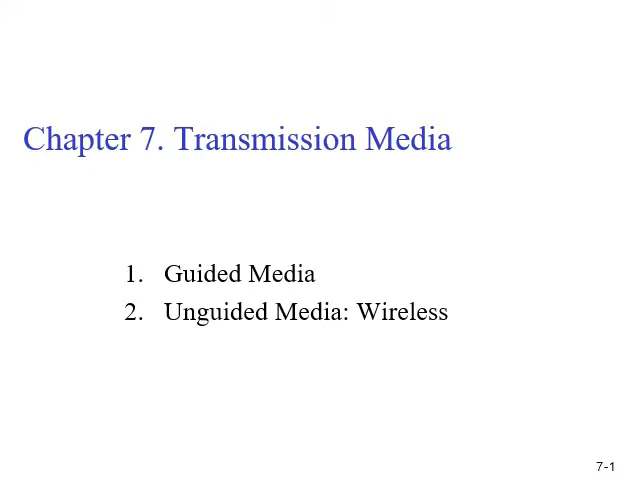 Chapter 7. Transmission Media
1. Guided Media
2. Unguided Media: Wireless
7-1